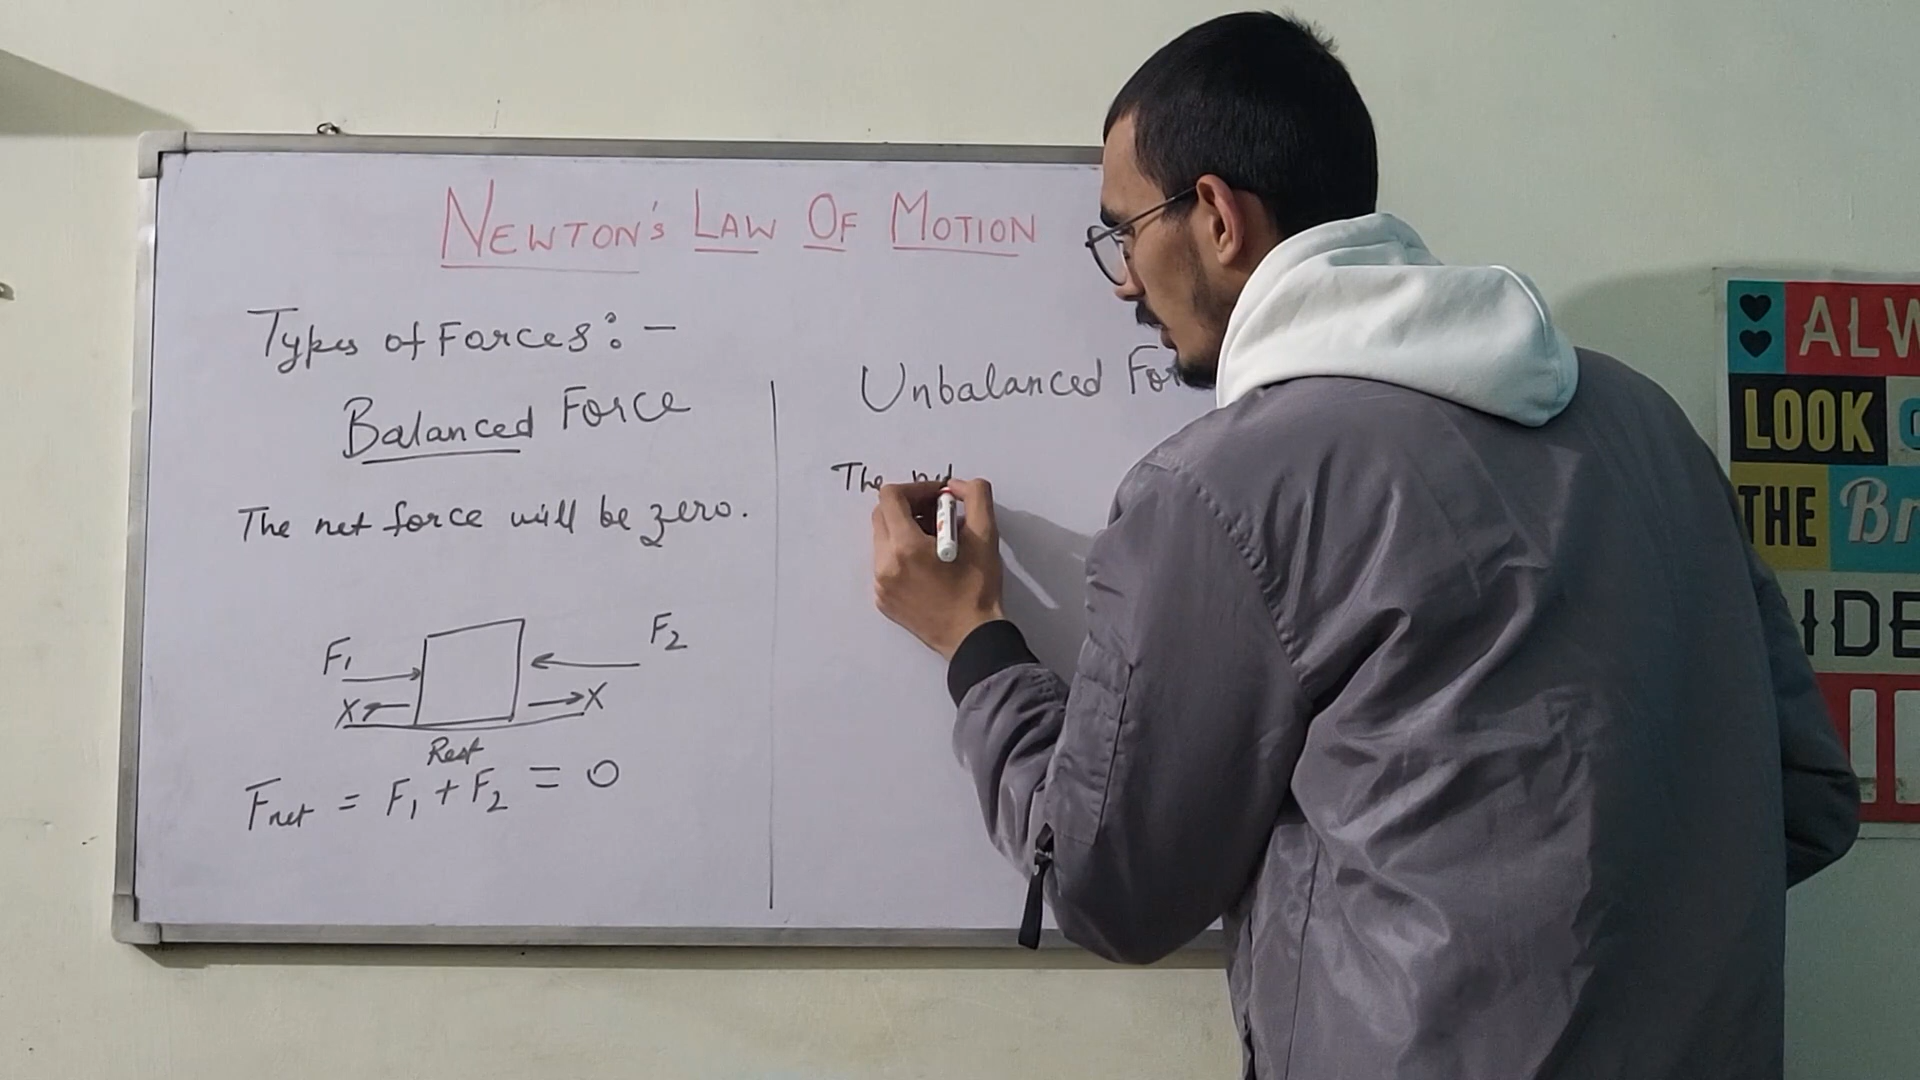 NEWTON'S LAW OF MOTION
Types of Forces:-
Balanced Force
The net force will be zero.
F₁
F₂
X
X
Rest
Fnet = F₁ + F₂ = 0
Unbalanced For
The net
ALW
LOOK
THE Br
IDE